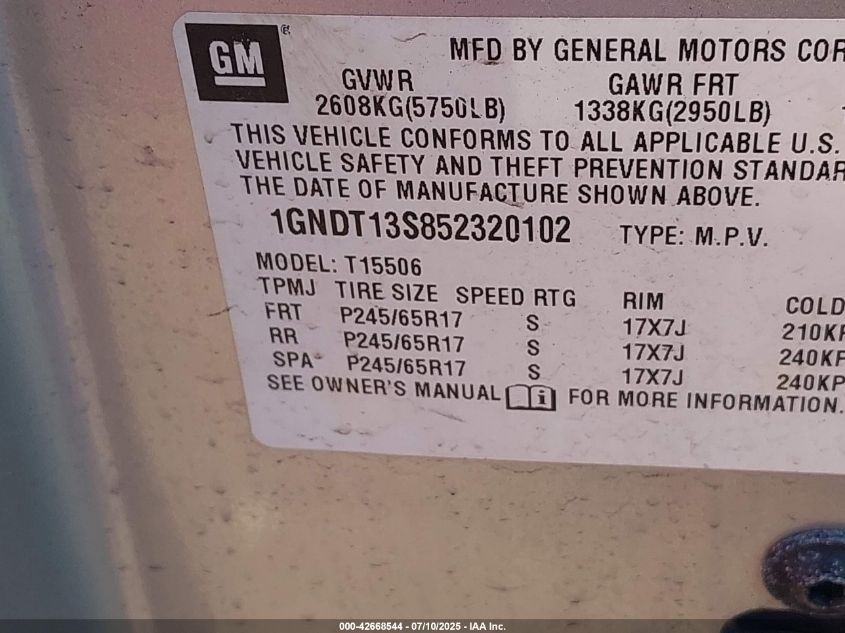 GM®
MFD BY GENERAL MOTORS COR
GVWR GAWR FRT
2608KG(5750LB) 1338KG(2950LB)
THIS VEHICLE CONFORMS TO ALL APPLICABLE U.S.
VEHICLE SAFETY AND THEFT PREVENTION STANDAR
THE DATE OF MANUFACTURE SHOWN ABOVE.
1GNDT13S852320102 TYPE: M.P.V.
MODEL: T15506
TPMJ TIRE SIZE SPEED RTG RIM COLD
FRT P245/65R17 S 17X7J 210KP
RR P245/65R17 S 17X7J 240KP
SPA P245/65R17 S 17X7J 240KP
SEE OWNER'S MANUAL i FOR MORE INFORMATION.
000-42668544 - 07/10/2025 - IAA Inc.